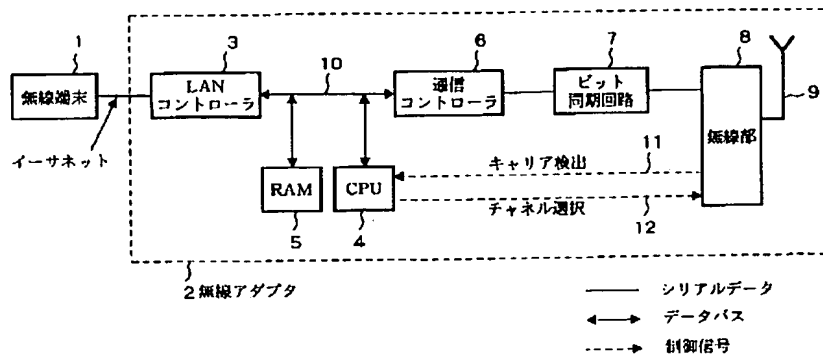 1
無線端末
イーサネット
3
LAN
コントローラ
10
6
通信
コントローラ
7
ビット
同期回路
8
無線部
9
RAM
5
CPU
4
キャリア検出
11
チャネル選択
12
2 無線アダプタ
シリアルデータ
データバス
制御信号